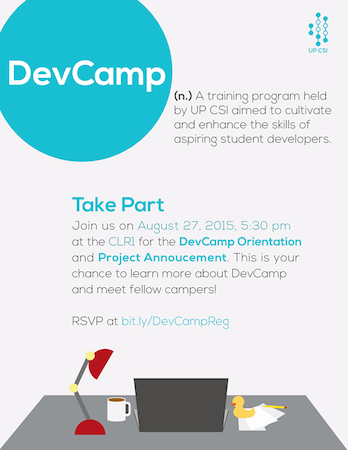 UP CSI
DevCamp
(n.) A training program held
by UP CSI aimed to cultivate
and enhance the skills of
aspiring student developers.
Take Part
Join us on August 27, 2015, 5:30 pm
at the CLR1 for the DevCamp Orientation
and Project Annoucement. This is your
chance to learn more about DevCamp
and meet fellow campers!
RSVP at bit.ly/DevCampReg